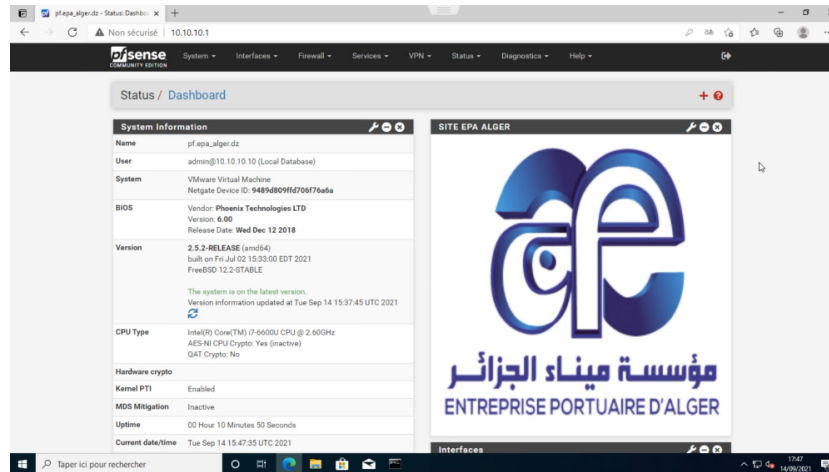 pf.epa_alger.dz - Status: Dashbo
Non sécurisé | 10.10.10.1
pfsense
COMMUNITY EDITION
System
Interfaces
Firewall
Services
VPN
Status
Diagnostics
Help
Status / Dashboard
System Information
Name pf.epa_alger.dz
User admin@10.10.10.10 (Local Database)
System VMware Virtual Machine
Netgate Device ID: 9489d809ffd706f76a6a
BIOS Vendor: Phoenix Technologies LTD
Version: 6.00
Release Date: Wed Dec 12 2018
Version 2.5.2-RELEASE (amd64)
built on Fri Jul 02 15:33:00 EDT 2021
FreeBSD 12.2-STABLE
The system is on the latest version.
Version information updated at Tue Sep 14 15:37:45 UTC 2021
CPU Type Intel(R) Core(TM) i7-6600U CPU @ 2.60GHz
AES-NI CPU Crypto: Yes (inactive)
QAT Crypto: No
Hardware crypto
Kernel PTI Enabled
MDS Mitigation Inactive
Uptime 00 Hour 10 Minutes 50 Seconds
Current date/time Tue Sep 14 15:47:35 UTC 2021
SITE EPA ALGER
مؤسسة ميناء الجزائر
ENTREPRISE PORTUAIRE D'ALGER
Interfaces
Taper ici pour rechercher
17:47
14/09/2021